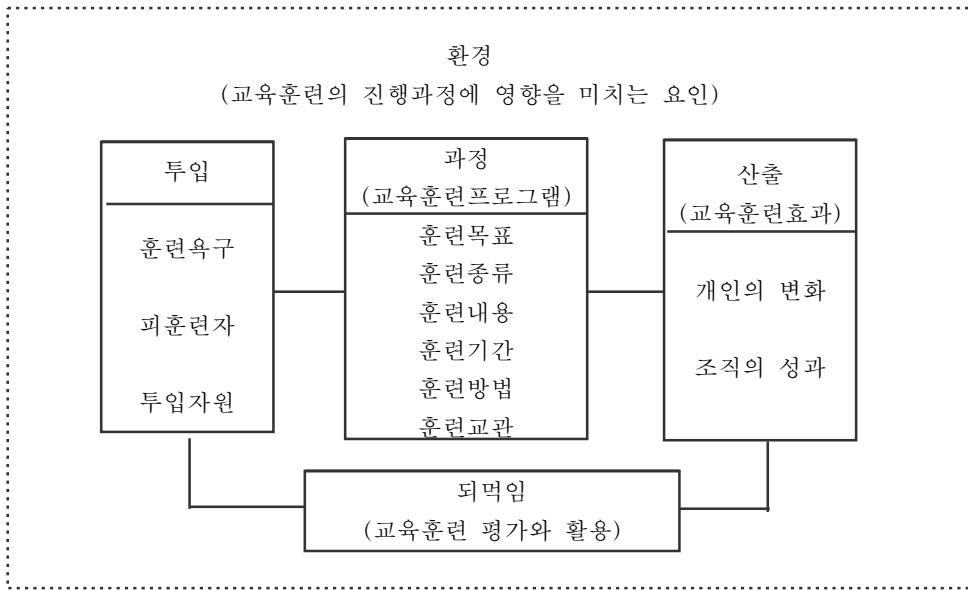 환경
(교육훈련의 진행과정에 영향을 미치는 요인)
투입
훈련욕구
피훈련자
투입자원
과정
(교육훈련프로그램)
훈련목표
훈련종류
훈련내용
훈련기간
훈련방법
훈련교관
산출
(교육훈련효과)
개인의 변화
조직의 성과
되먹임
(교육훈련 평가와 활용)